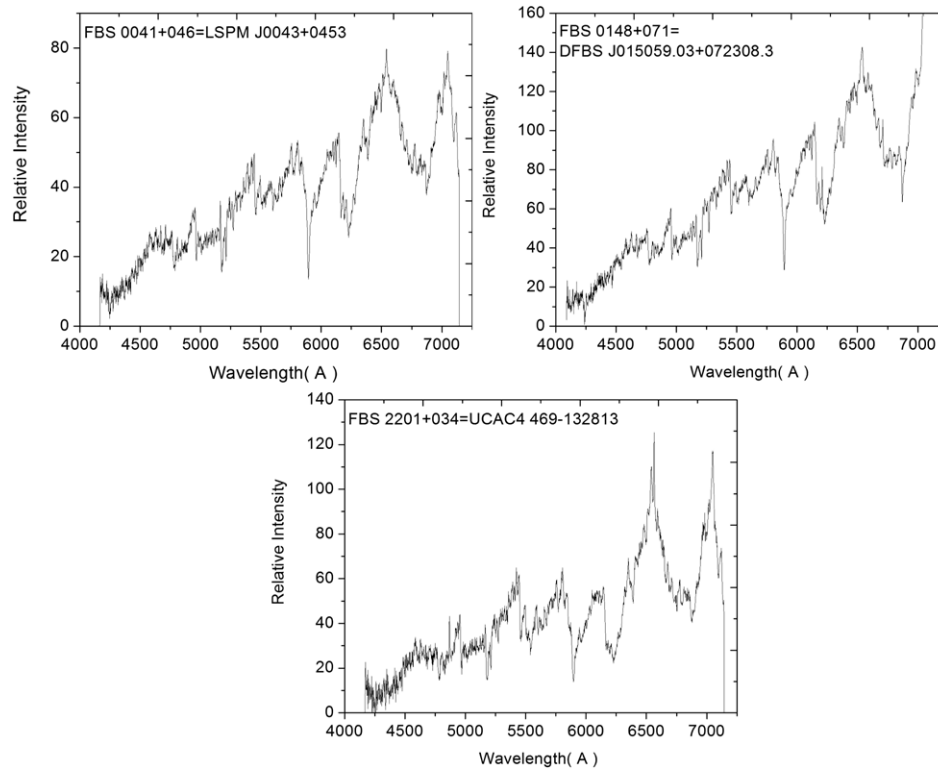 FBS 0041+046=LSPM J0043+0453
80
60
40
20
0
Relative Intensity
4000 4500 5000 5500 6000 6500 7000
Wavelength( A )
FBS 0148+071=
DFBS J015059.03+072308.3
160
140
120
100
80
60
40
20
0
Relative Intensity
4000 4500 5000 5500 6000 6500 7000
Wavelength( A )
FBS 2201+034=UCAC4 469-132813
140
120
100
80
60
40
20
0
Relative Intensity
4000 4500 5000 5500 6000 6500 7000
Wavelength( A )